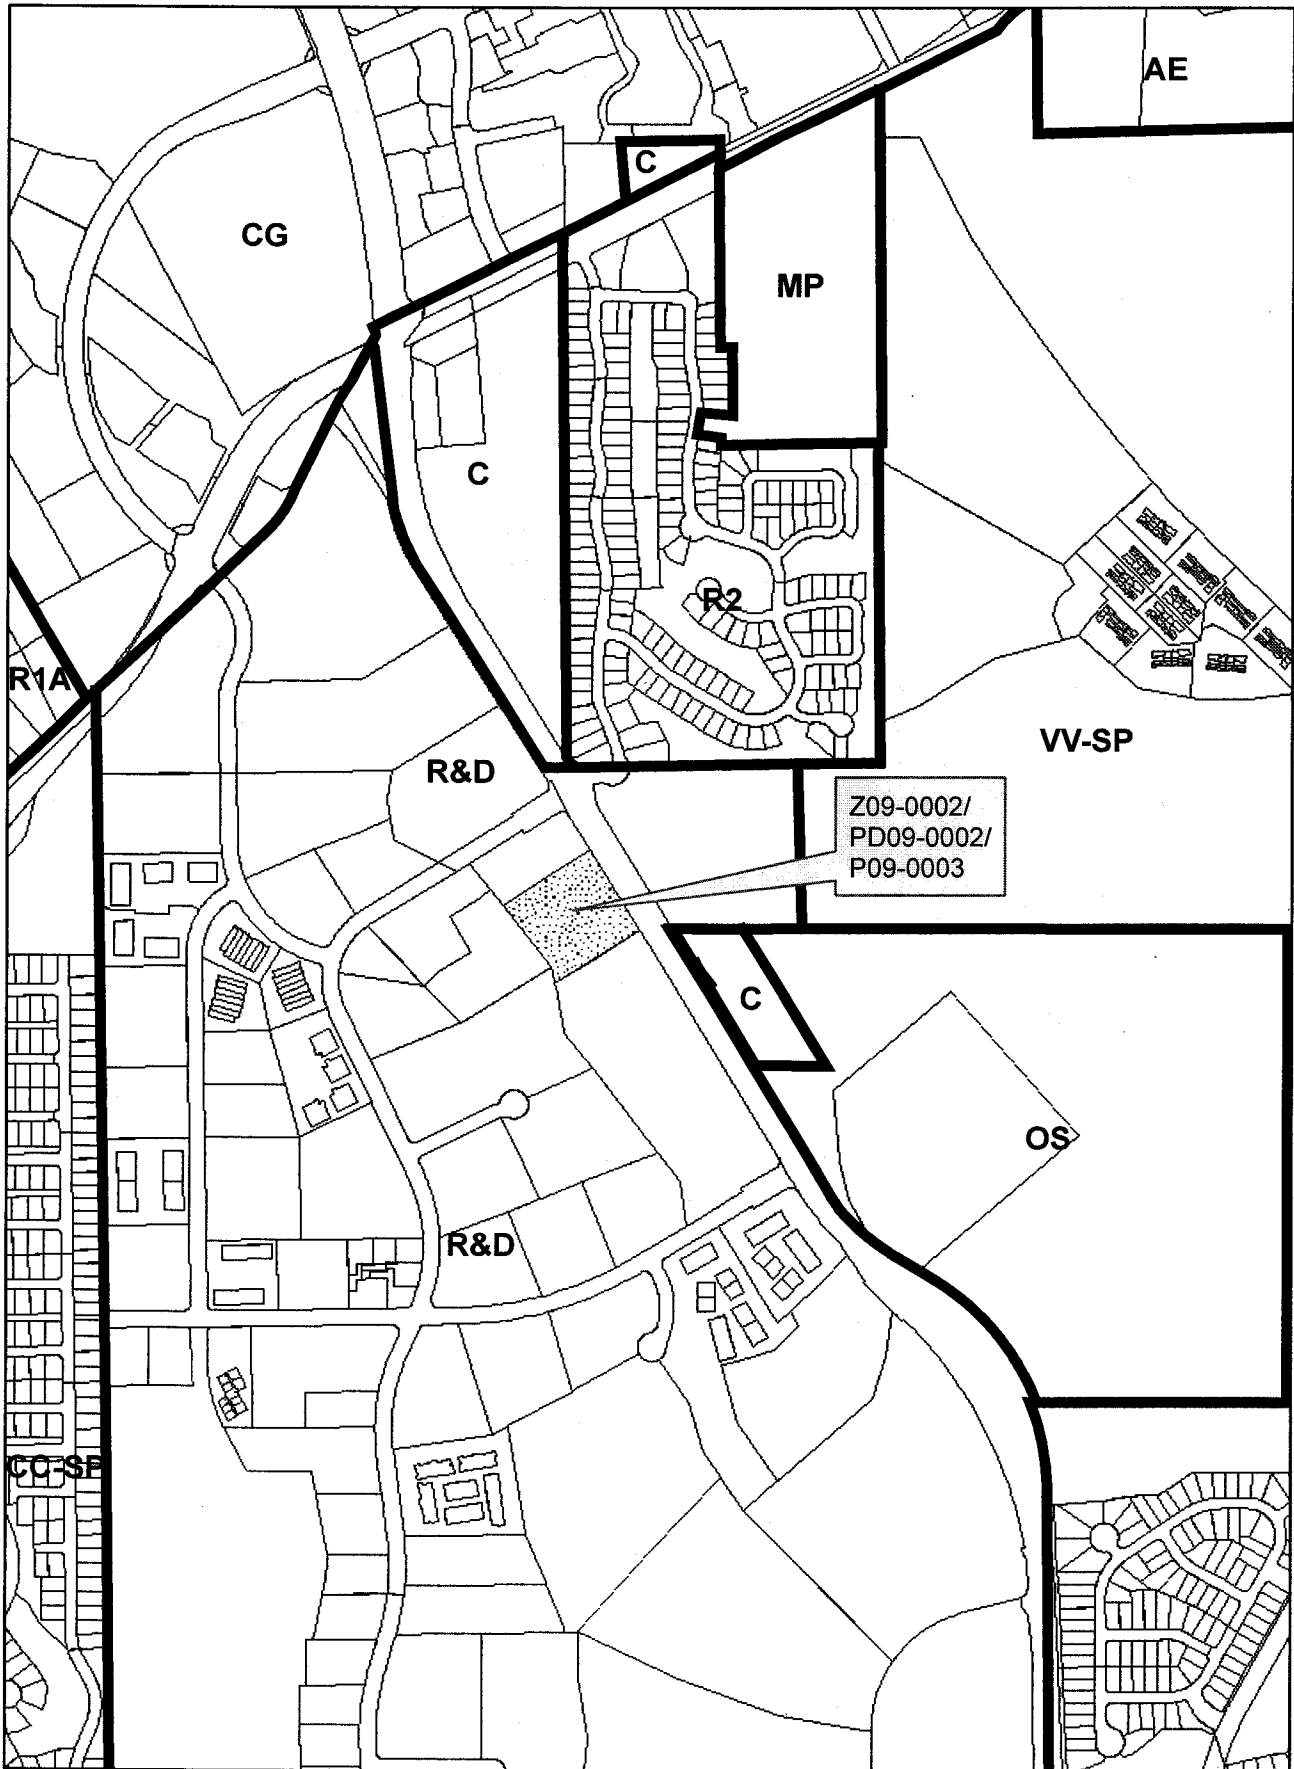 AE
C
CG
MP
C
R2
R1A
VV-SP
R&D
Z09-0002/
PD09-0002/
P09-0003
C
OS
R&D
CC-SP